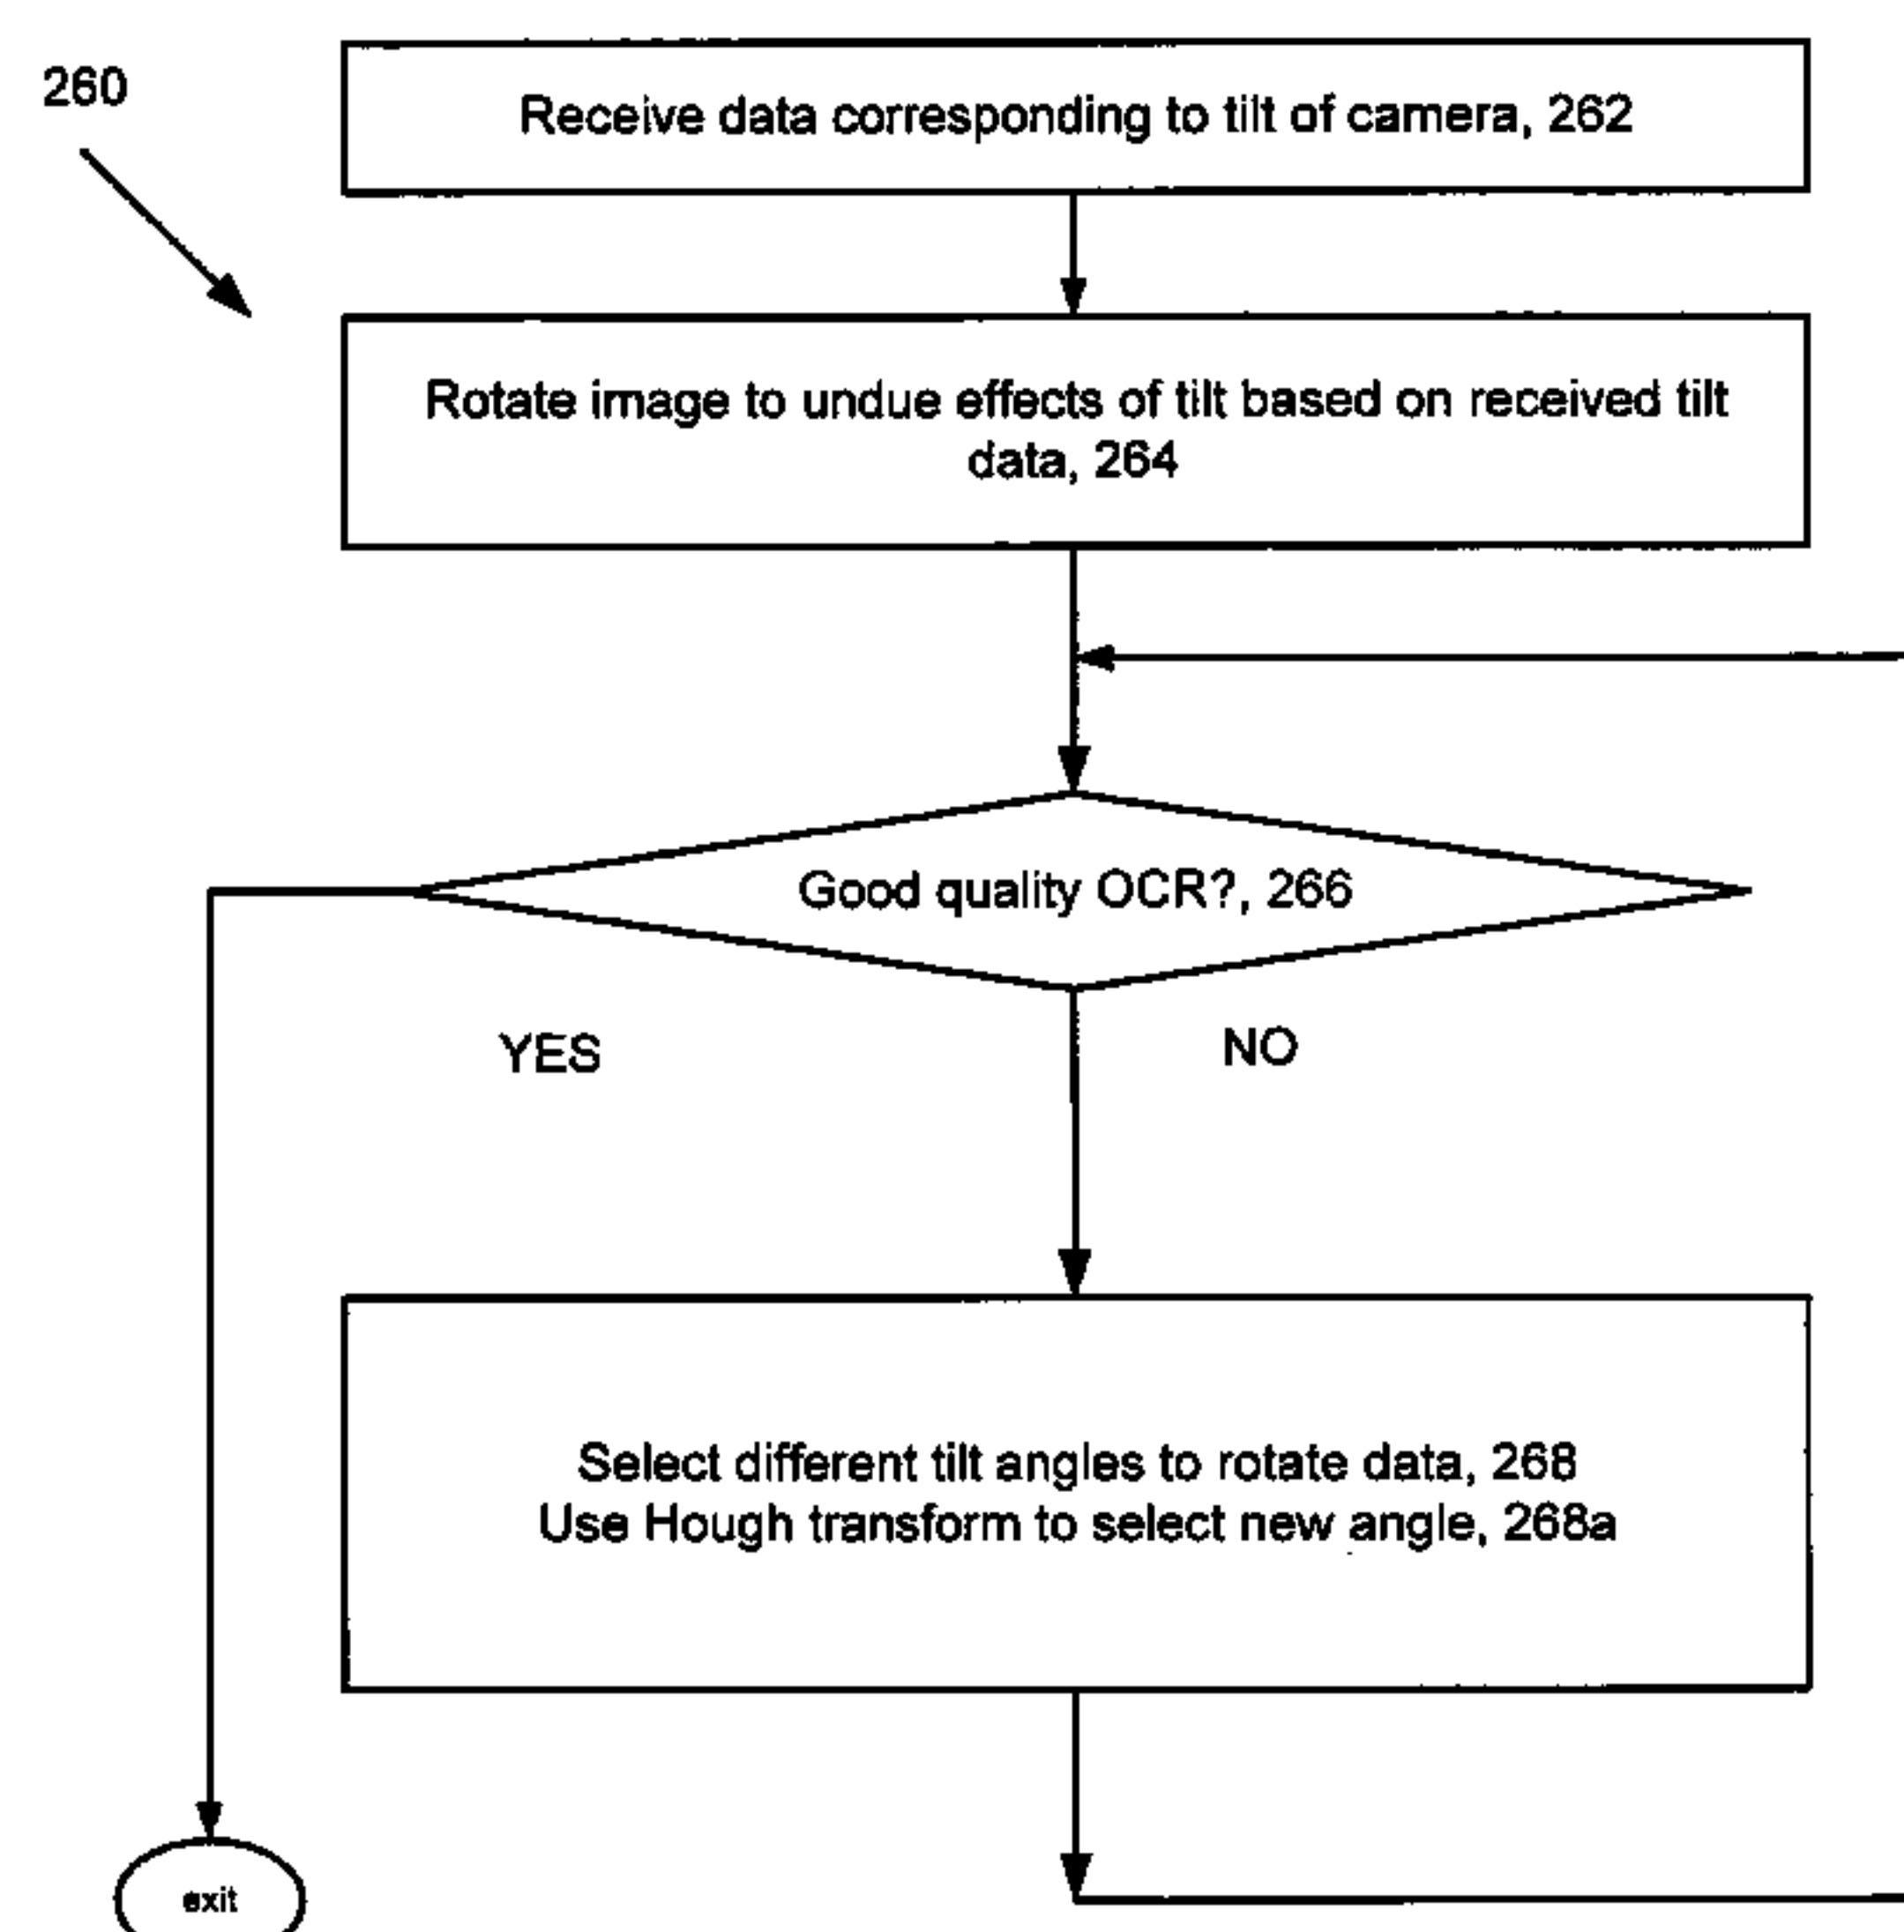 260
Receive data corresponding to tilt of camera, 262
Rotate image to undue effects of tilt based on received tilt
data, 264
Good quality OCR?, 266
YES
NO
Select different tilt angles to rotate data, 268
Use Hough transform to select new angle, 268a
exit